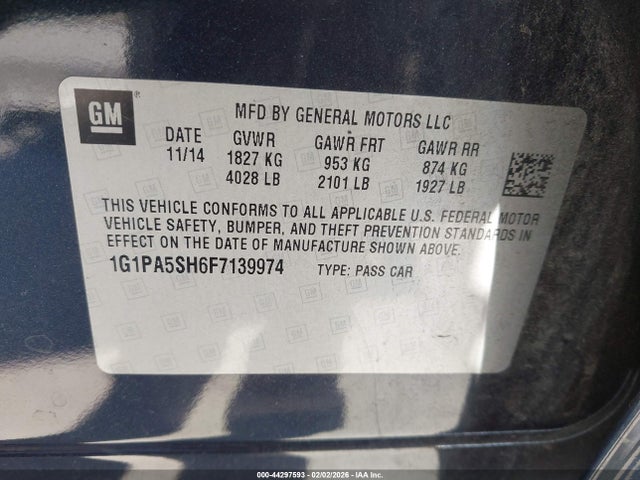 GM ®
MFD BY GENERAL MOTORS LLC
DATE GVWR GAWR FRT GAWR RR
11/14 1827 KG 953 KG 874 KG
4028 LB 2101 LB 1927 LB
THIS VEHICLE CONFORMS TO ALL APPLICABLE U.S. FEDERAL MOTOR
VEHICLE SAFETY, BUMPER, AND THEFT PREVENTION STANDARDS IN
EFFECT ON THE DATE OF MANUFACTURE SHOWN ABOVE.
1G1PA5SH6F7139974 TYPE: PASS CAR
000-44297593 - 02/02/2026 - IAA Inc.